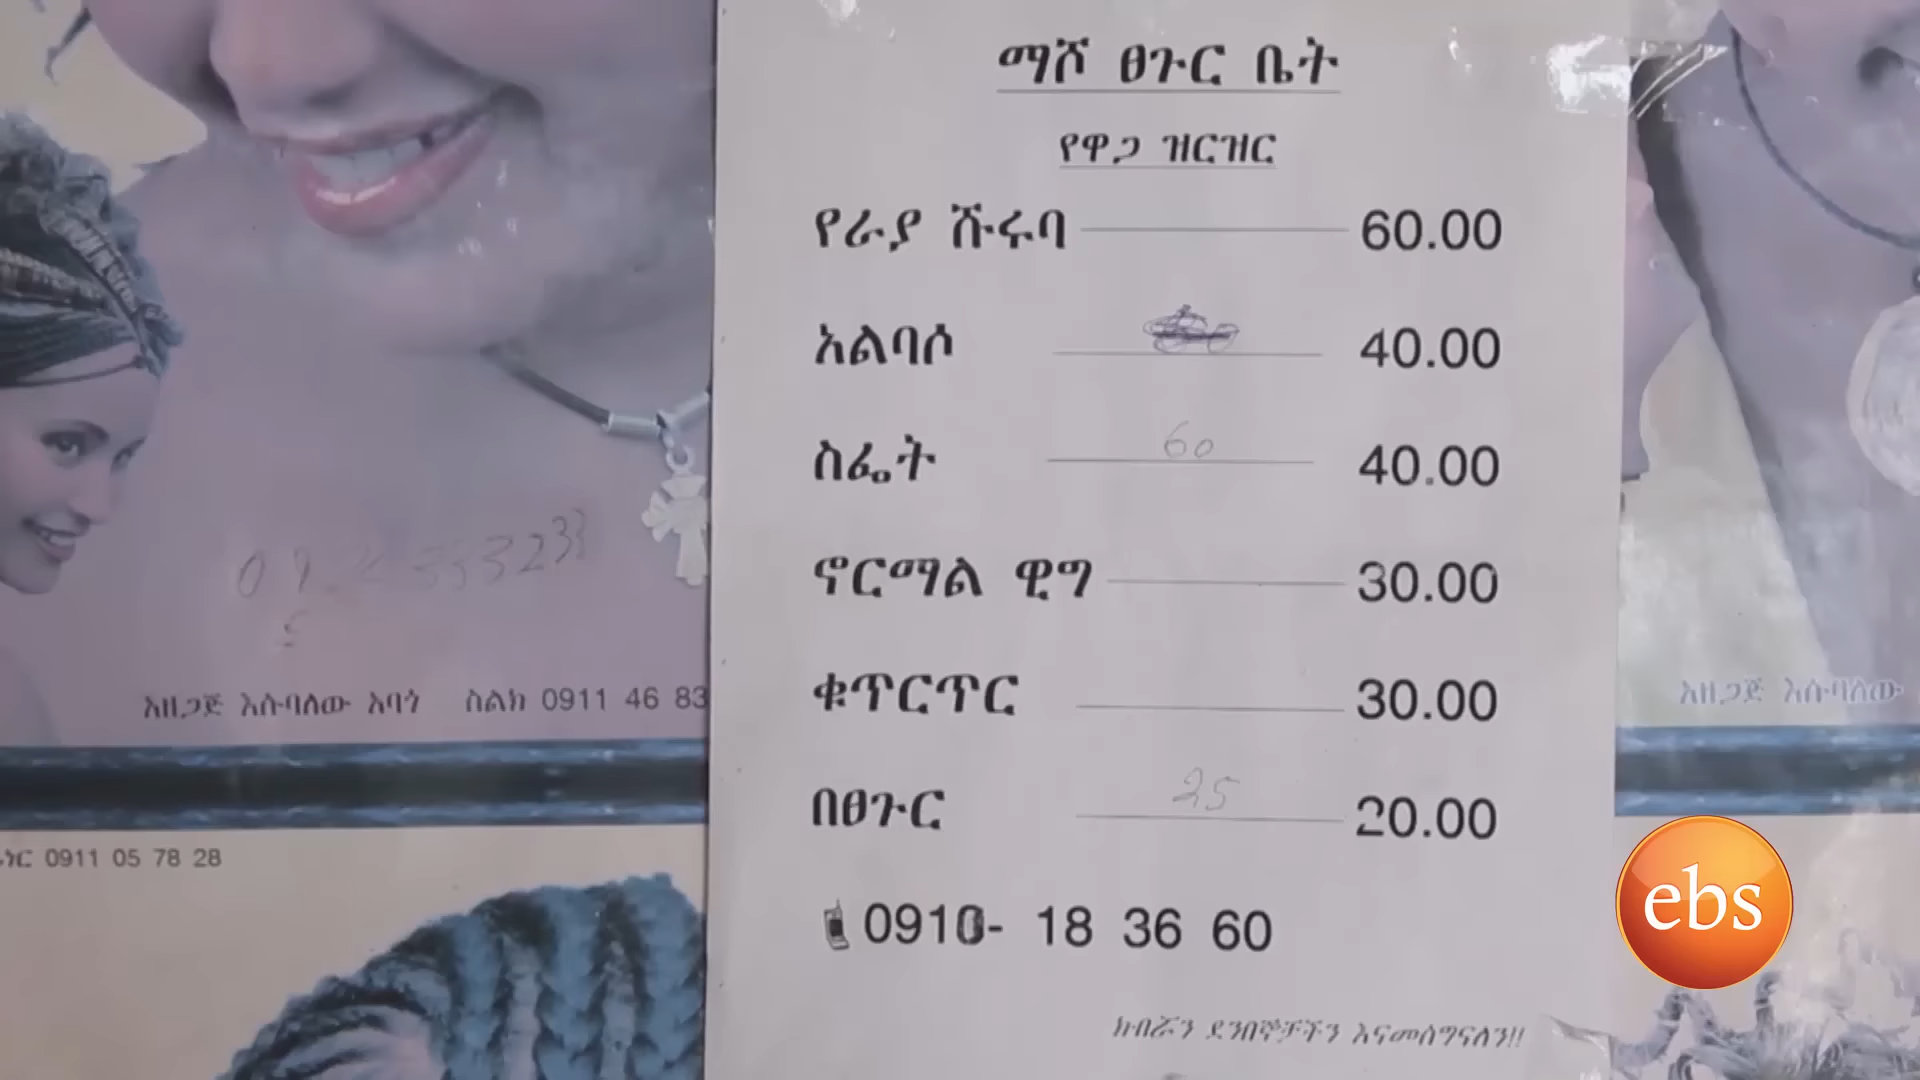 ማሾ ፀጉር ቤት
የዋጋ ዝርዝር
የራያ ሹሩባ 60.00
አልባሶ 40.00
ስፌት 60 40.00
ኖርማል ዊግ 30.00
ቁጥርጥር 30.00
በፀጉር 25 20.00
0910- 18 36 60
ክብሯን ደንበኞቻችን እናመሰግናለን!!
አዘጋጅ እሱባለው አባጎ ስልክ 0911 46 83
0911 05 78 28
አዘጋጅ እሱባለው
ebs